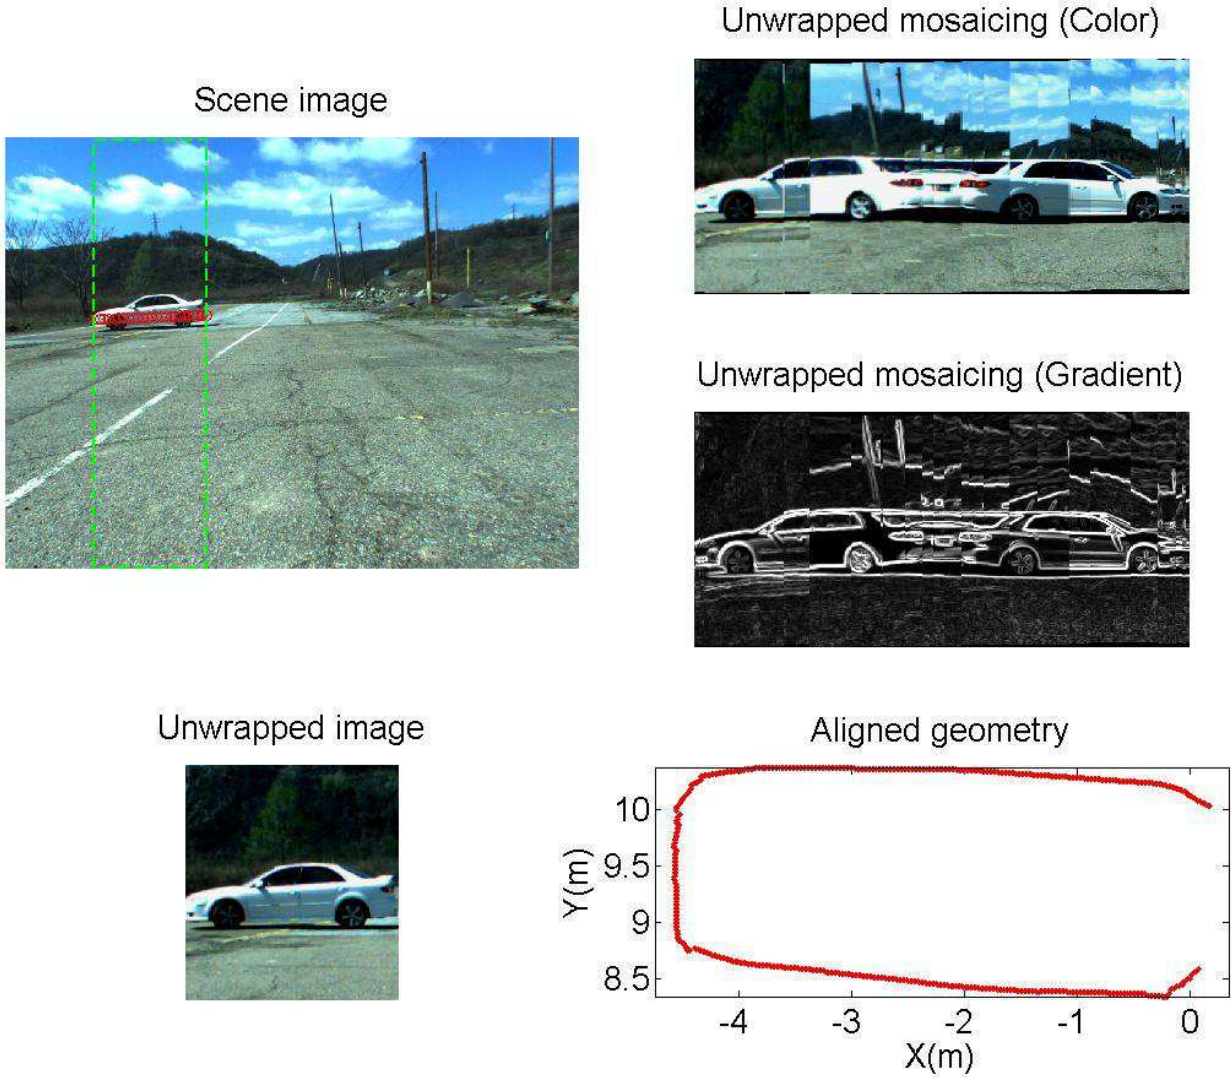 Unwrapped mosaicing (Color)
Scene image
Unwrapped mosaicing (Gradient)
Unwrapped image
Aligned geometry
10
9.5
9
8.5
Y(m)
-4 -3 -2 -1 0
X(m)